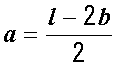 a = (l - 2b) / 2